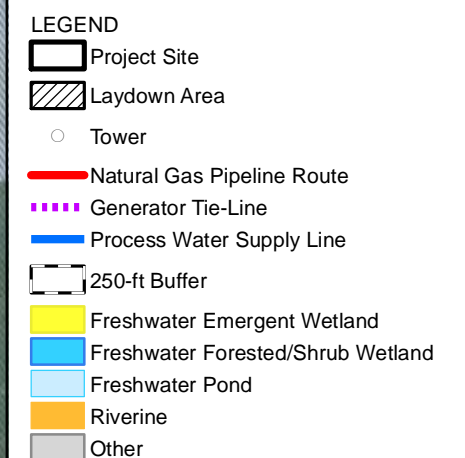 LEGEND
Project Site
Laydown Area
Tower
Natural Gas Pipeline Route
Generator Tie-Line
Process Water Supply Line
250-ft Buffer
Freshwater Emergent Wetland
Freshwater Forested/Shrub Wetland
Freshwater Pond
Riverine
Other